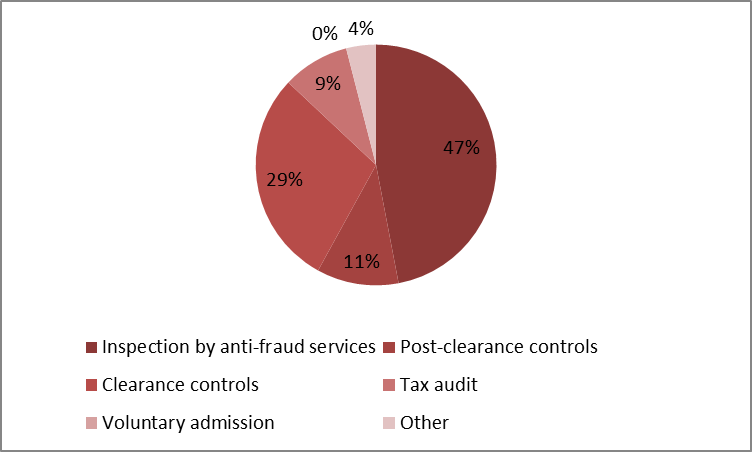 0% 4%
9%
47%
29%
11%
Inspection by anti-fraud services Post-clearance controls
Clearance controls Tax audit
Voluntary admission Other